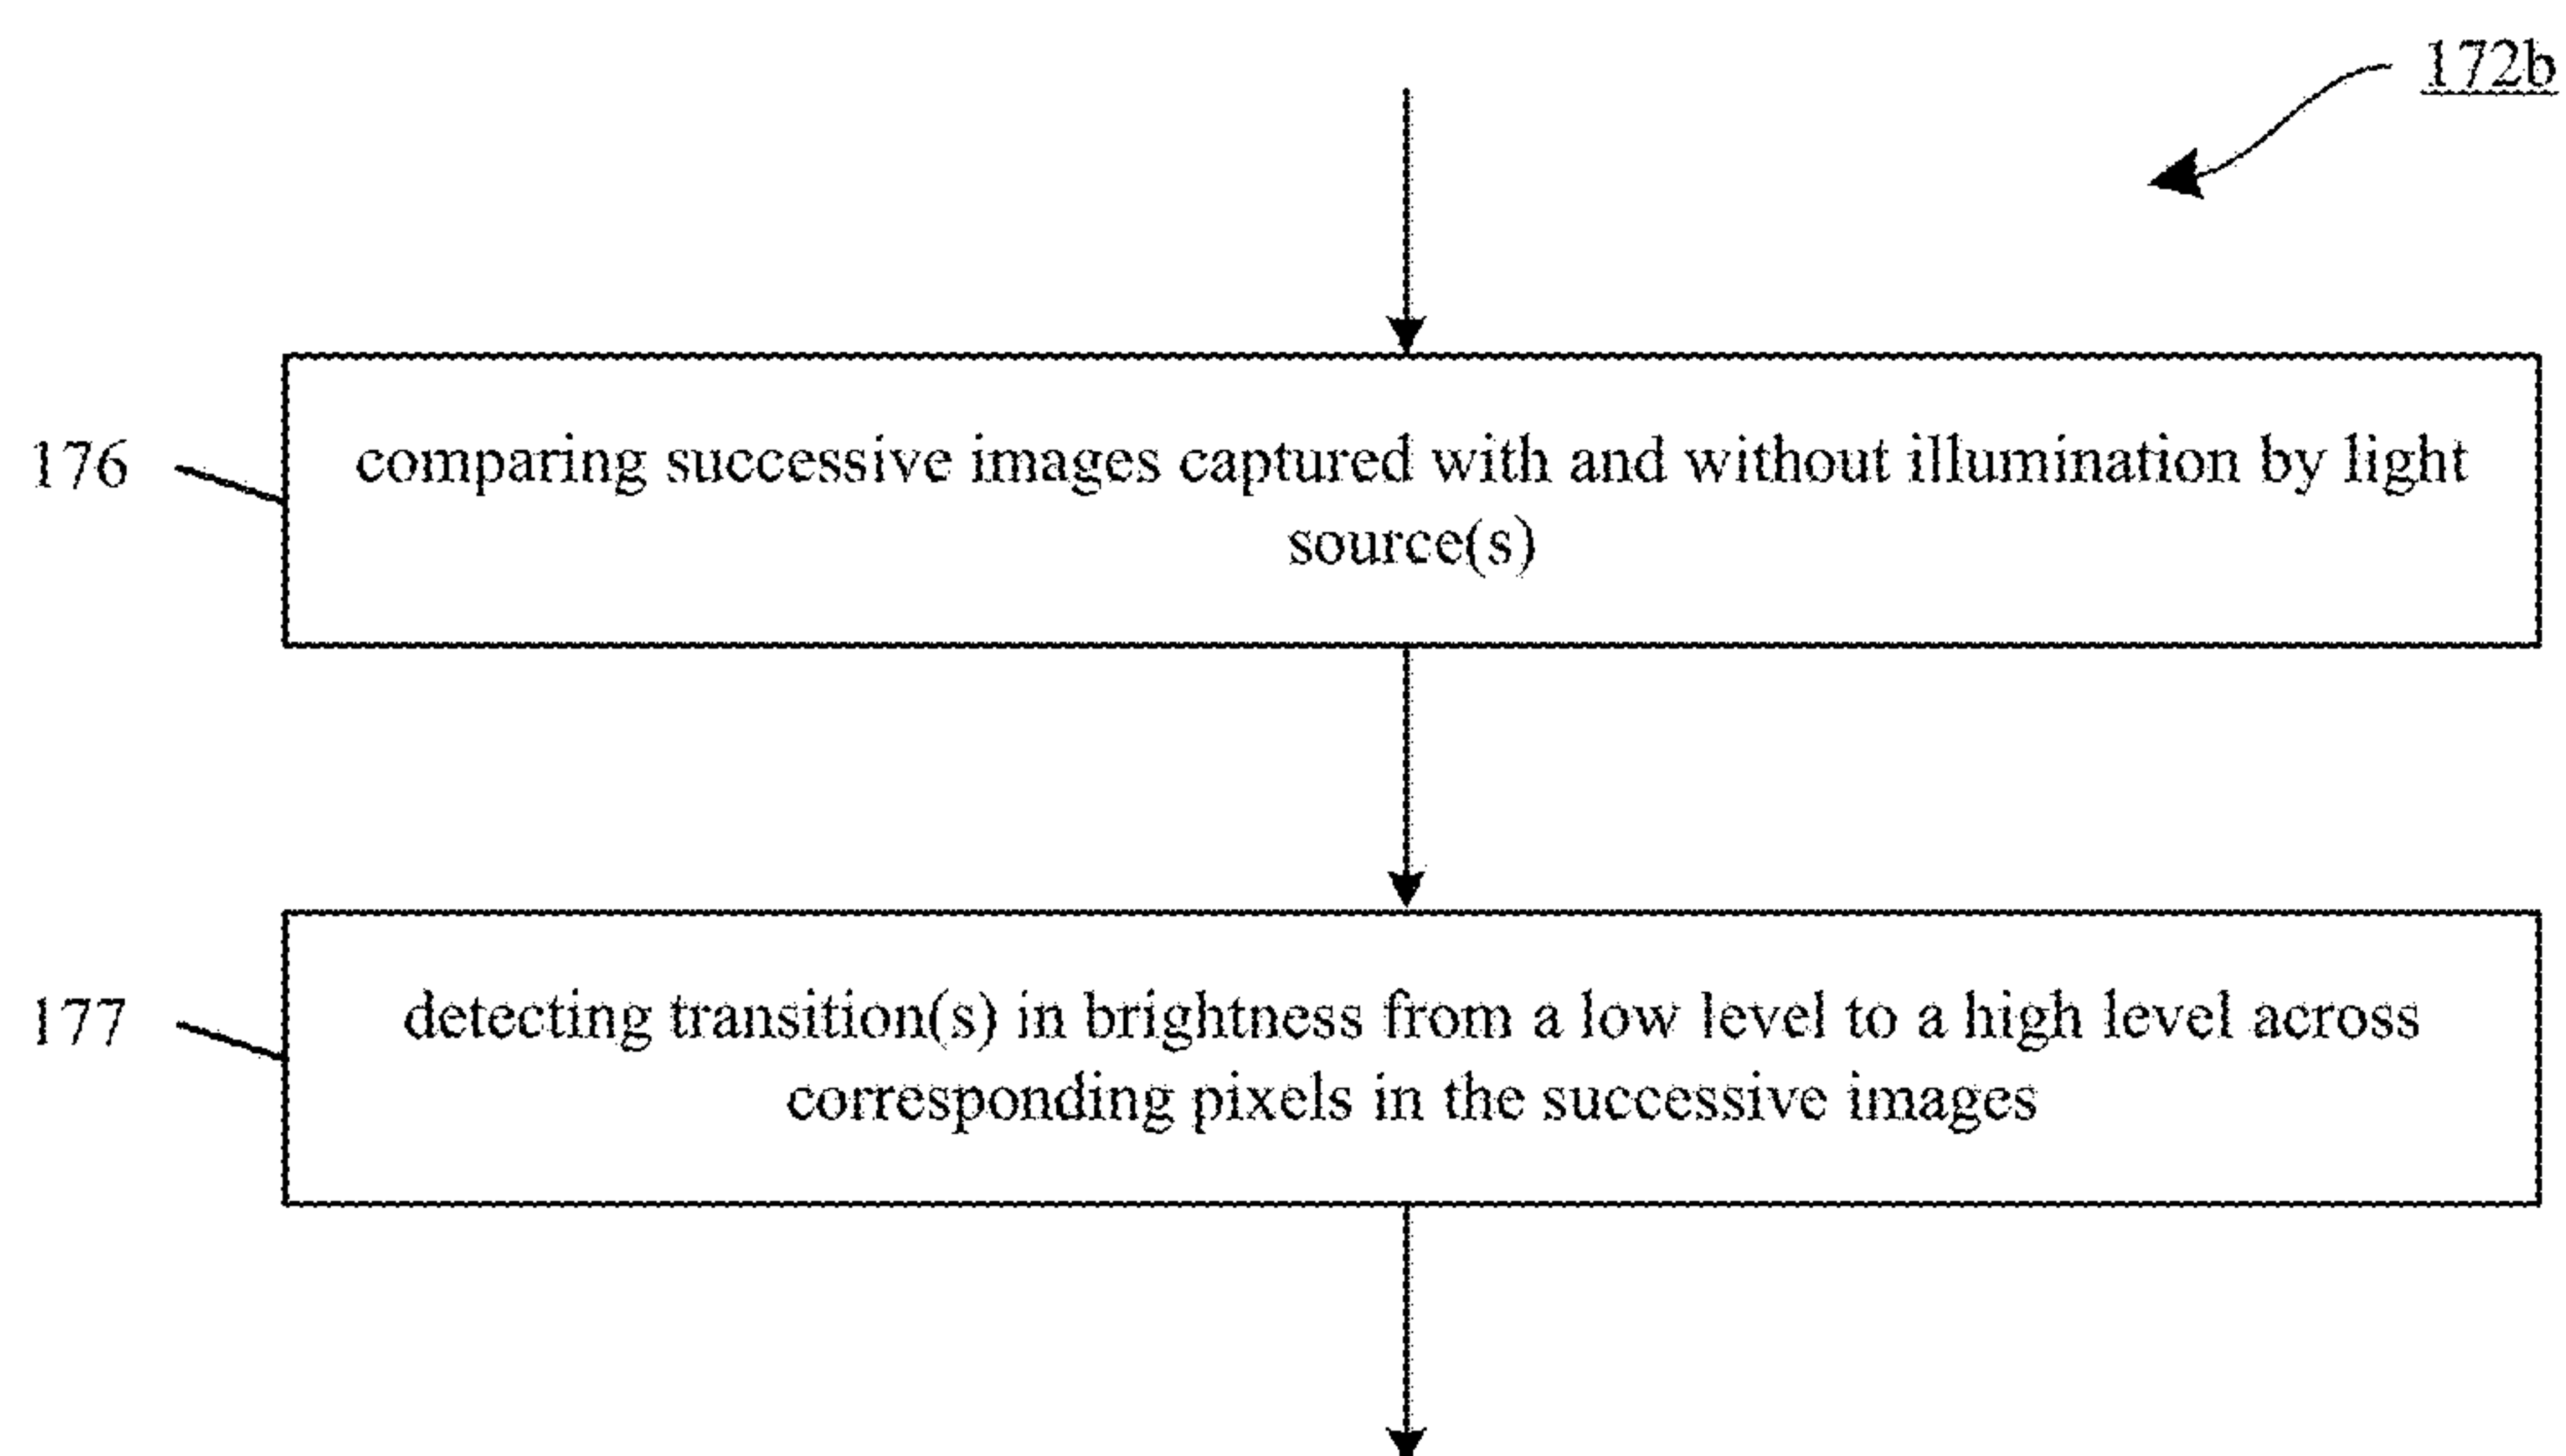 172b
176
comparing successive images captured with and without illumination by light
source(s)
177
detecting transition(s) in brightness from a low level to a high level across
corresponding pixels in the successive images